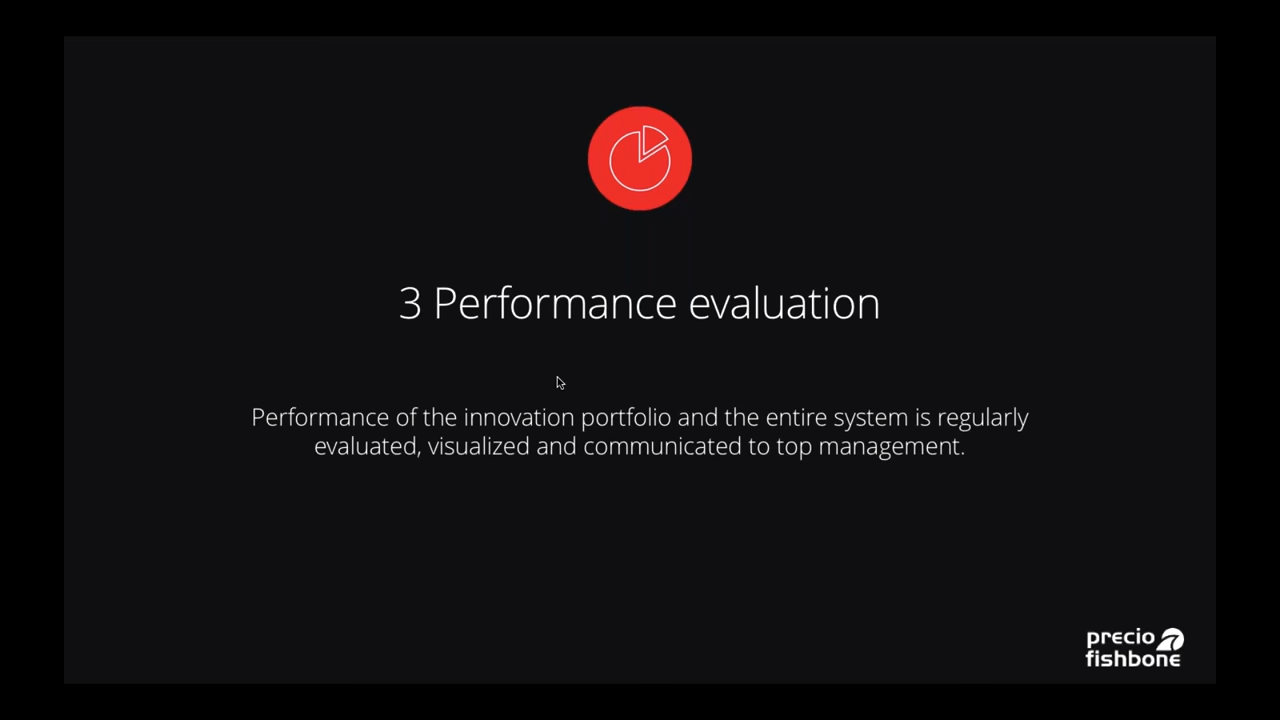 3 Performance evaluation
Performance of the innovation portfolio and the entire system is regularly
evaluated, visualized and communicated to top management.
precio
fishbone